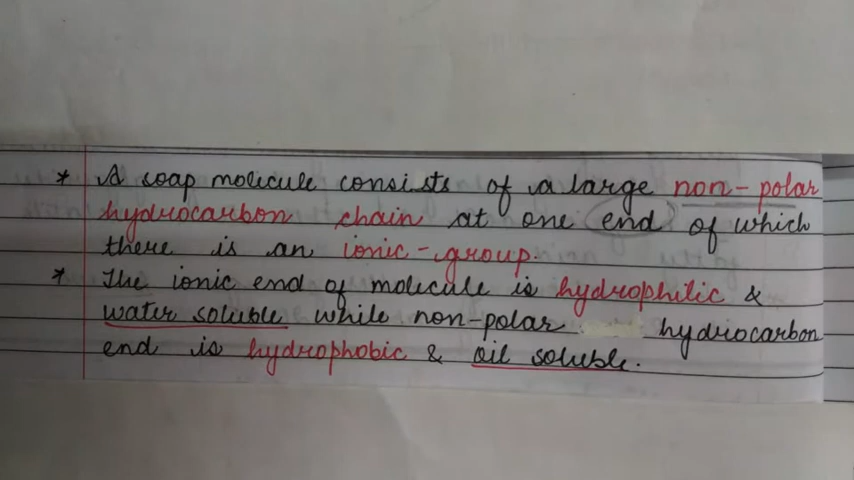 * A soap molecule consists of a large non-polar
hydrocarbon chain at one end of which
there is an ionic-group.
* The ionic end of molecule is hydrophilic &
water soluble while non-polar hydrocarbon
end is hydrophobic & oil soluble.